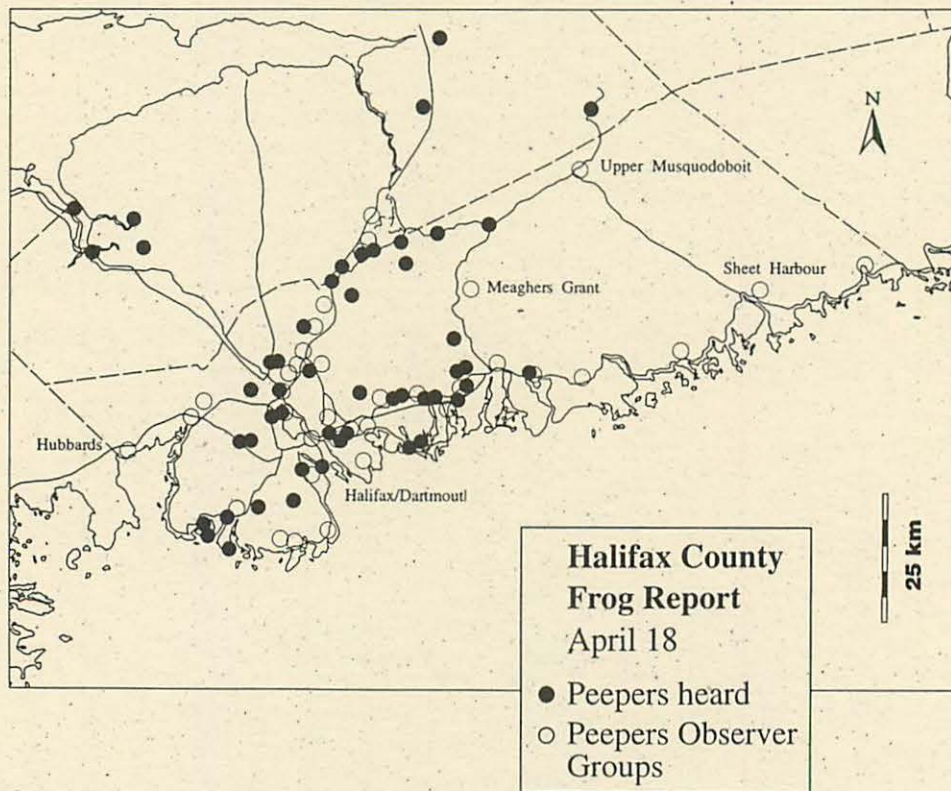 N
Upper Musquodoboit
Sheet Harbour
Meaghers Grant
Hubbards
Halifax/Dartmout
25 km
Halifax County
Frog Report
April 18
Peepers heard
Peepers Observer
Groups